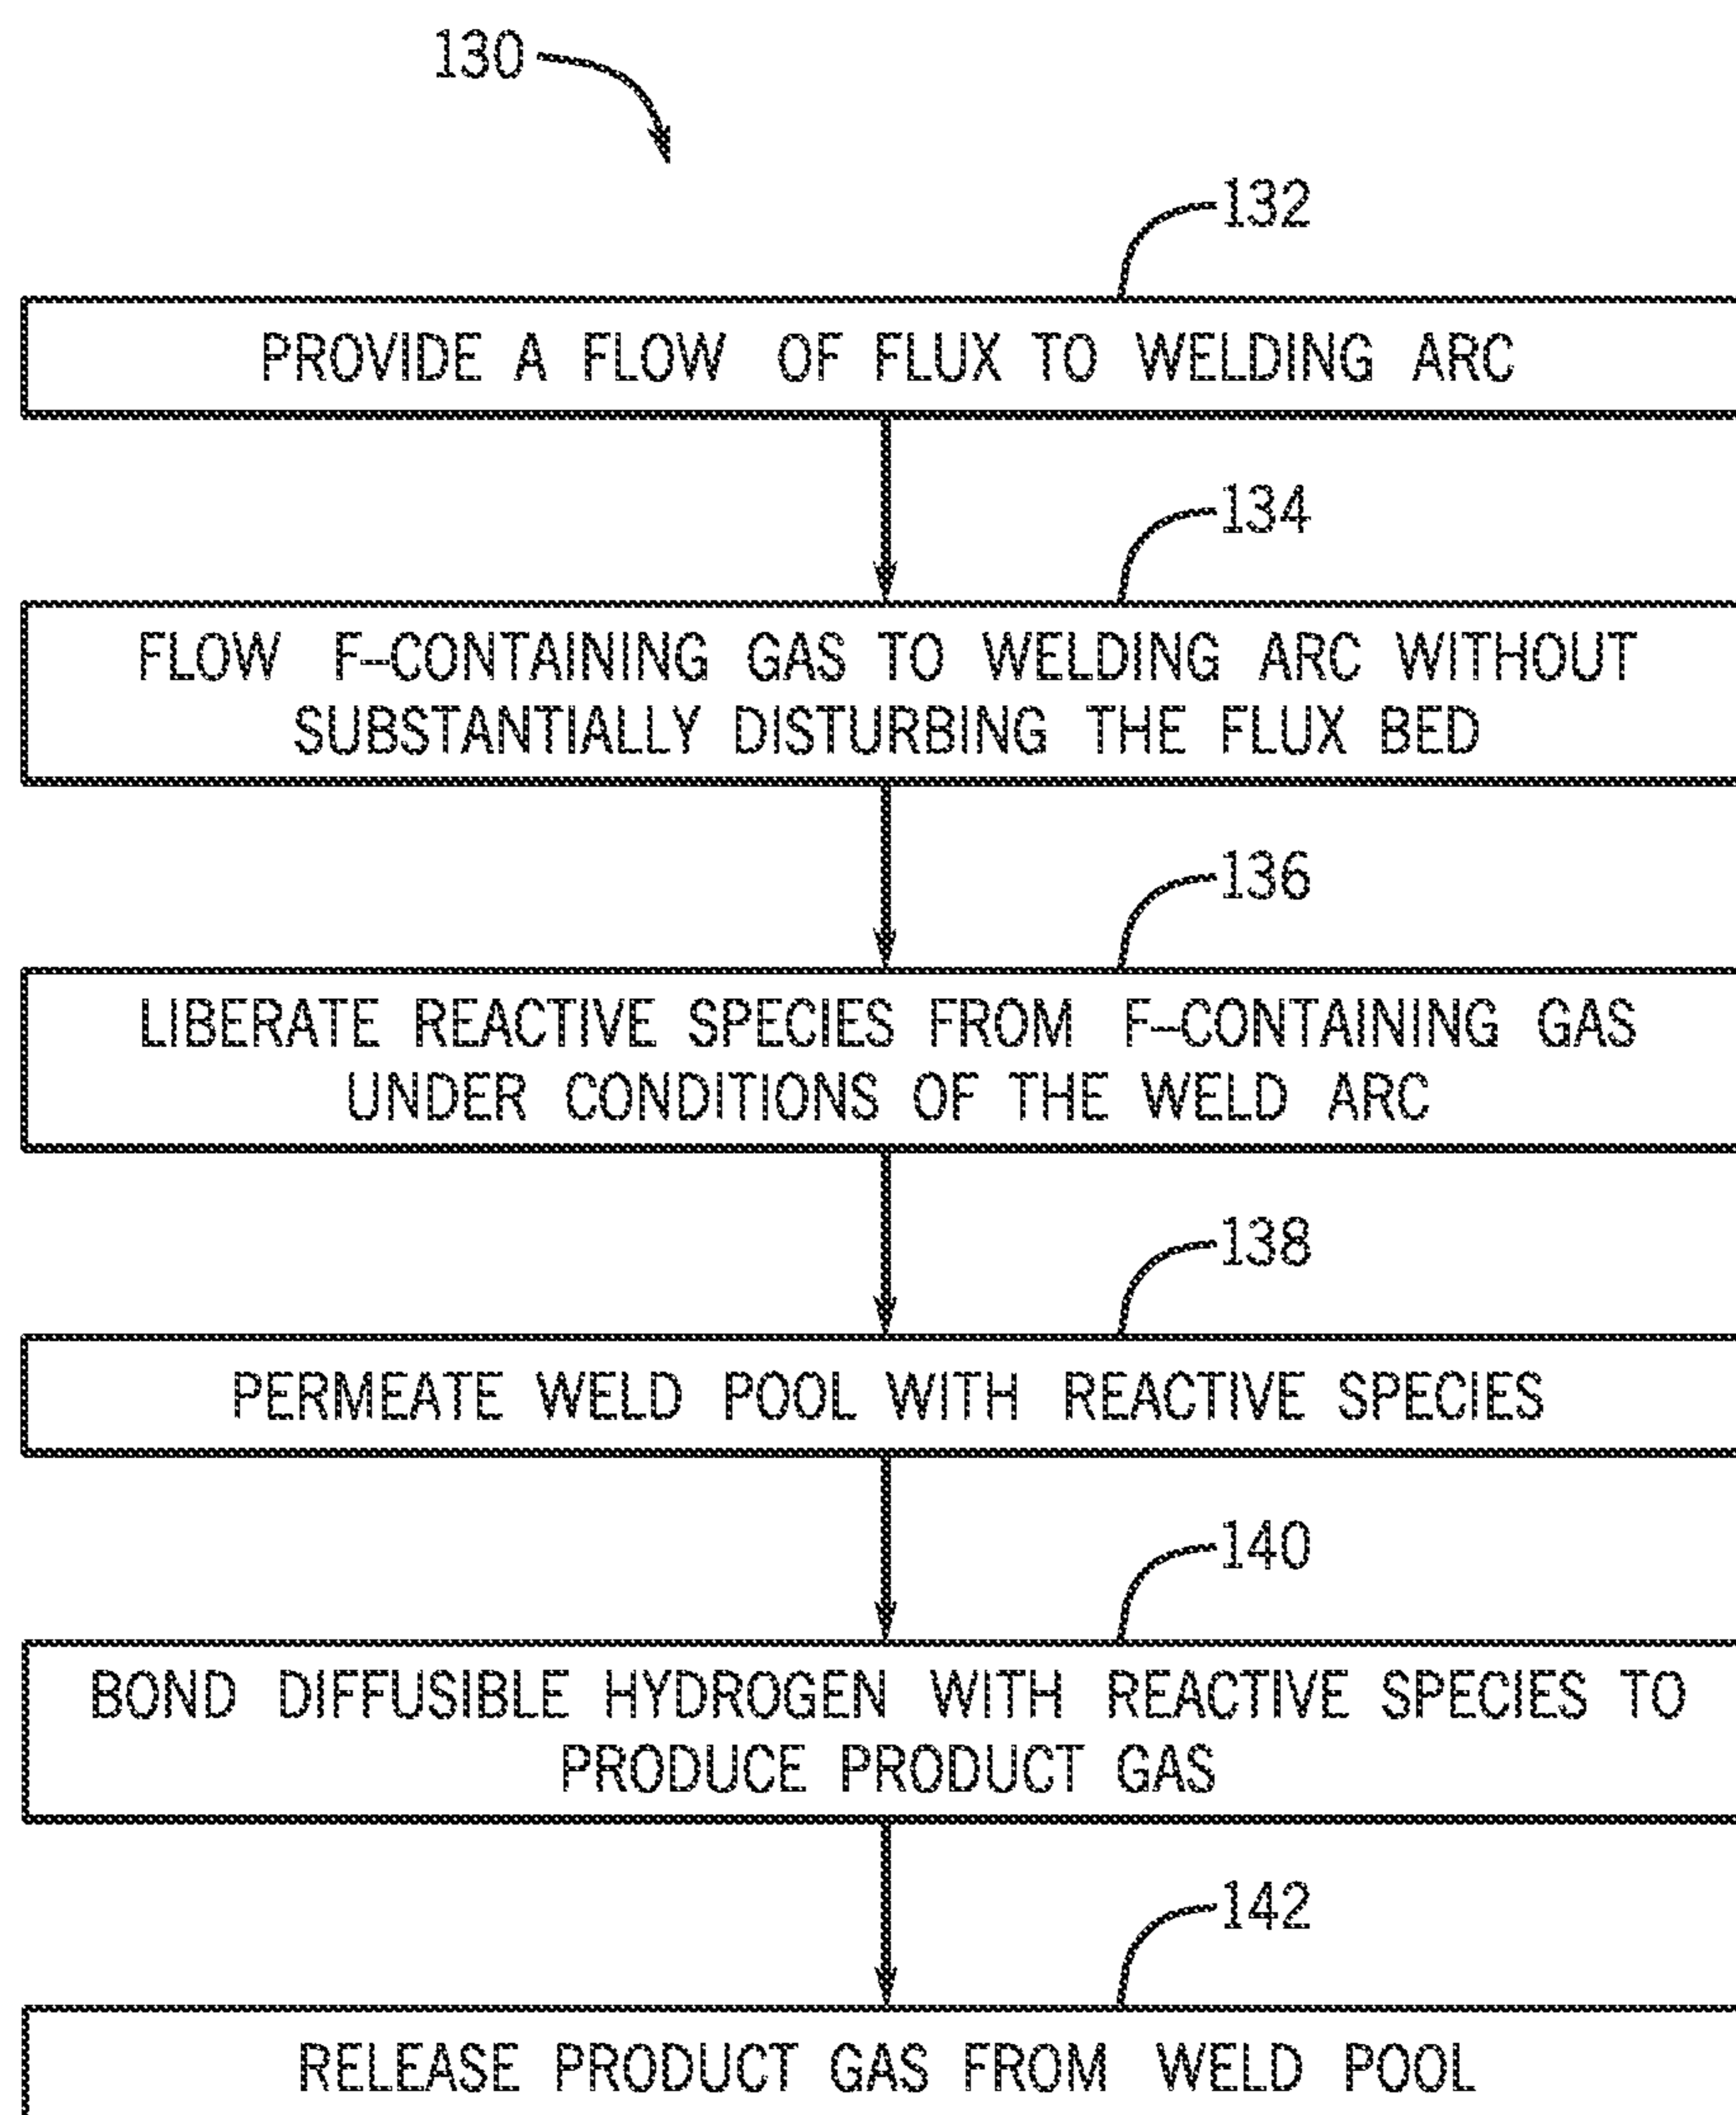 130
132
PROVIDE A FLOW OF FLUX TO WELDING ARC
134
FLOW F-CONTAINING GAS TO WELDING ARC WITHOUT
SUBSTANTIALLY DISTURBING THE FLUX BED
136
LIBERATE REACTIVE SPECIES FROM F-CONTAINING GAS
UNDER CONDITIONS OF THE WELD ARC
138
PERMEATE WELD POOL WITH REACTIVE SPECIES
140
BOND DIFFUSIBLE HYDROGEN WITH REACTIVE SPECIES TO
PRODUCE PRODUCT GAS
142
RELEASE PRODUCT GAS FROM WELD POOL